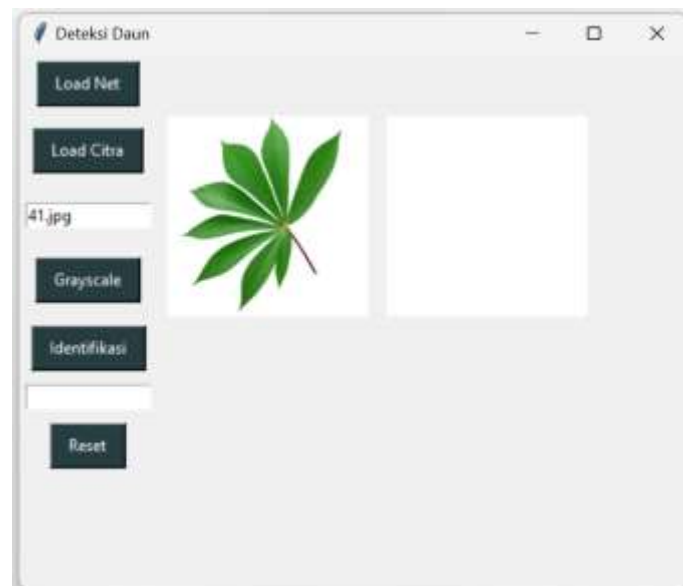 Deteksi Daun
Load Net
Load Citra
41.jpg
Grayscale
Identifikasi
Reset